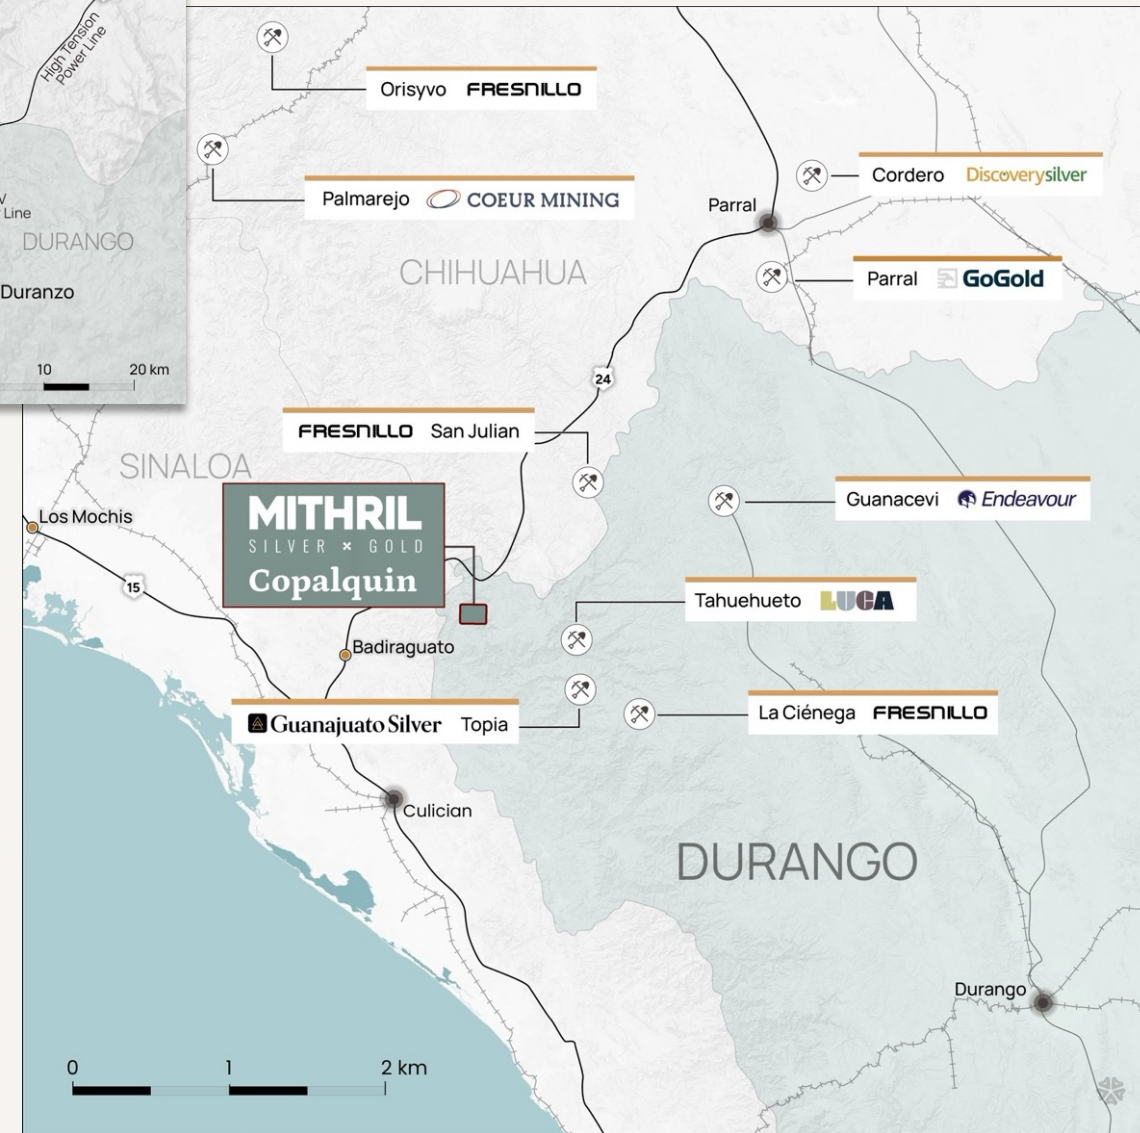 High Tension
Power Line
V
Line
DURANGO
Duranzo
10 20 km
Orisyvo FRESNILLO
Palmarejo COEUR MINING
Cordero Discoverysilver
Parral
Parral GoGold
CHIHUAHUA
24
FRESNILLO San Julian
SINALOA
MITHRIL
SILVER × GOLD
Copalquin
Guanacevi Endeavour
Los Mochis
15
Tahuehueto LUCA
Badiraguato
Guanajuato Silver Topia
La Ciénega FRESNILLO
Culician
DURANGO
Durango
0 1 2 km